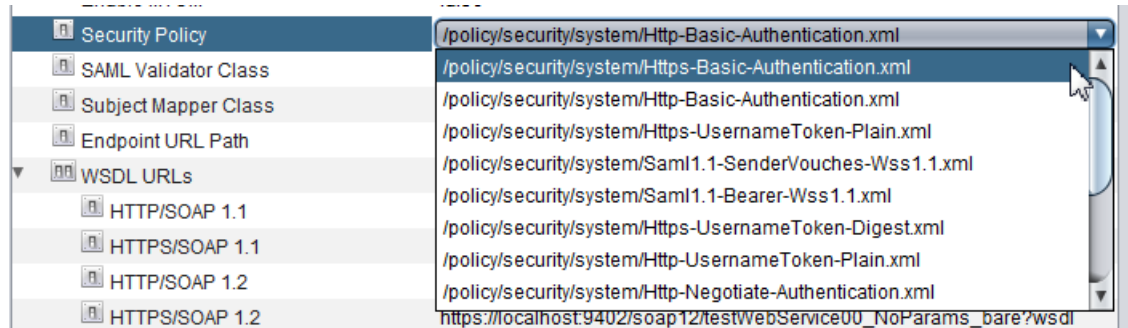 Security Policy /policy/security/system/Http-Basic-Authentication.xml
SAML Validator Class /policy/security/system/Https-Basic-Authentication.xml
Subject Mapper Class /policy/security/system/Http-Basic-Authentication.xml
Endpoint URL Path /policy/security/system/Https-UsernameToken-Plain.xml
WSDL URLs /policy/security/system/Saml1.1-SenderVouches-Wss1.1.xml
HTTP/SOAP 1.1 /policy/security/system/Saml1.1-Bearer-Wss1.1.xml
HTTPS/SOAP 1.1 /policy/security/system/Https-UsernameToken-Digest.xml
HTTP/SOAP 1.2 /policy/security/system/Http-UsernameToken-Plain.xml
/policy/security/system/Http-Negotiate-Authentication.xml
HTTPS/SOAP 1.2 https://localhost:9402/soap12/testWebService00_NoParams_bare?wsdl